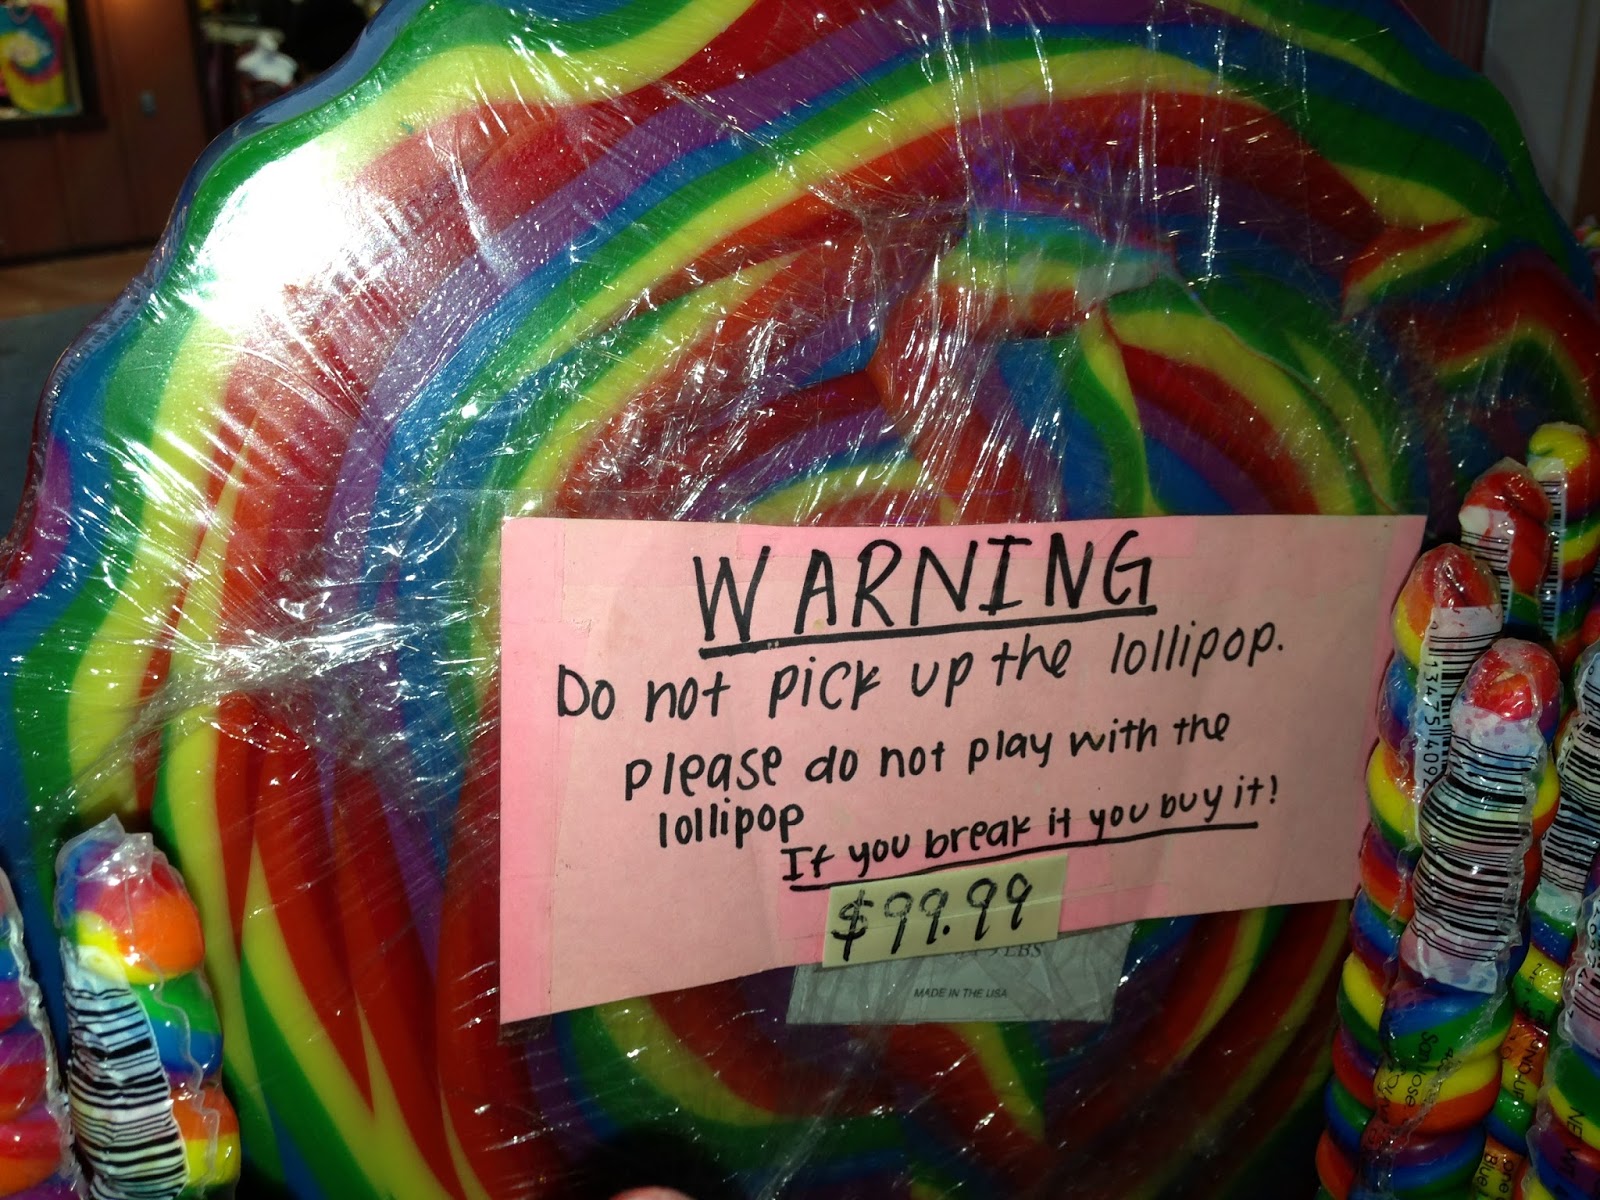 WARNING
Do not pick up the lollipop.
please do not play with the
lollipop
If you break it you buy it!
$99.99
LBS
MADE IN THE USA